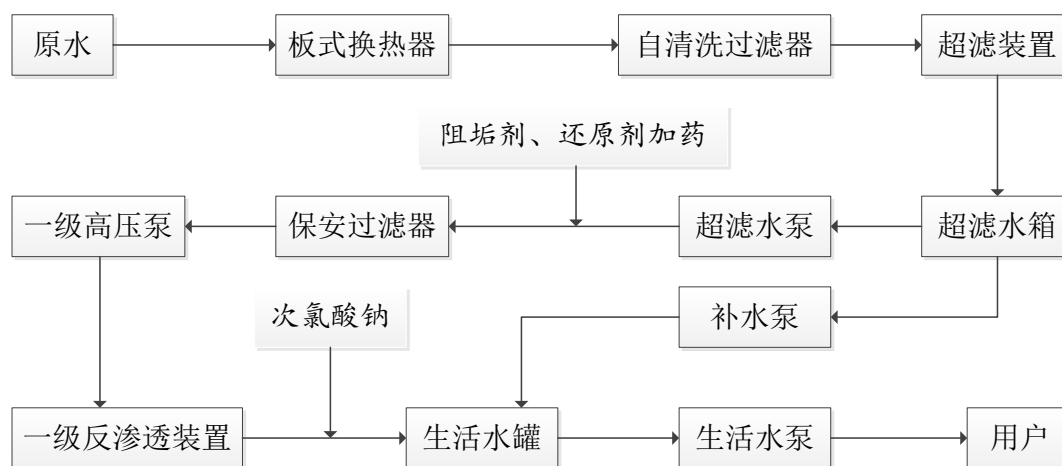 原水
板式换热器
自清洗过滤器
超滤装置
阻垢剂、还原剂加药
一级高压泵
保安过滤器
超滤水泵
超滤水箱
次氯酸钠
补水泵
一级反渗透装置
生活水罐
生活水泵
用户